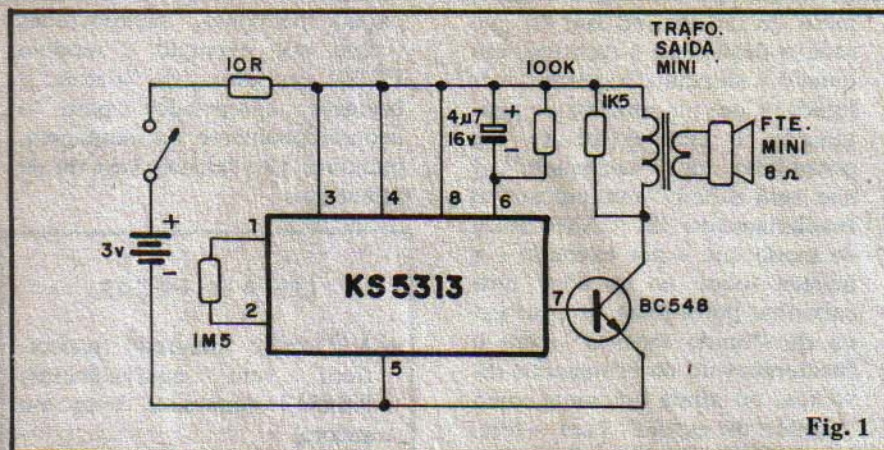 TRAFO.
SAÍDA
MINI
10R
100K
1K5
4µ7
16v
+
-
FTE.
MINI
8 Ω
+
3v
-
3
4
8
6
1
2
1M5
KS5313
7
BC548
5
Fig. 1